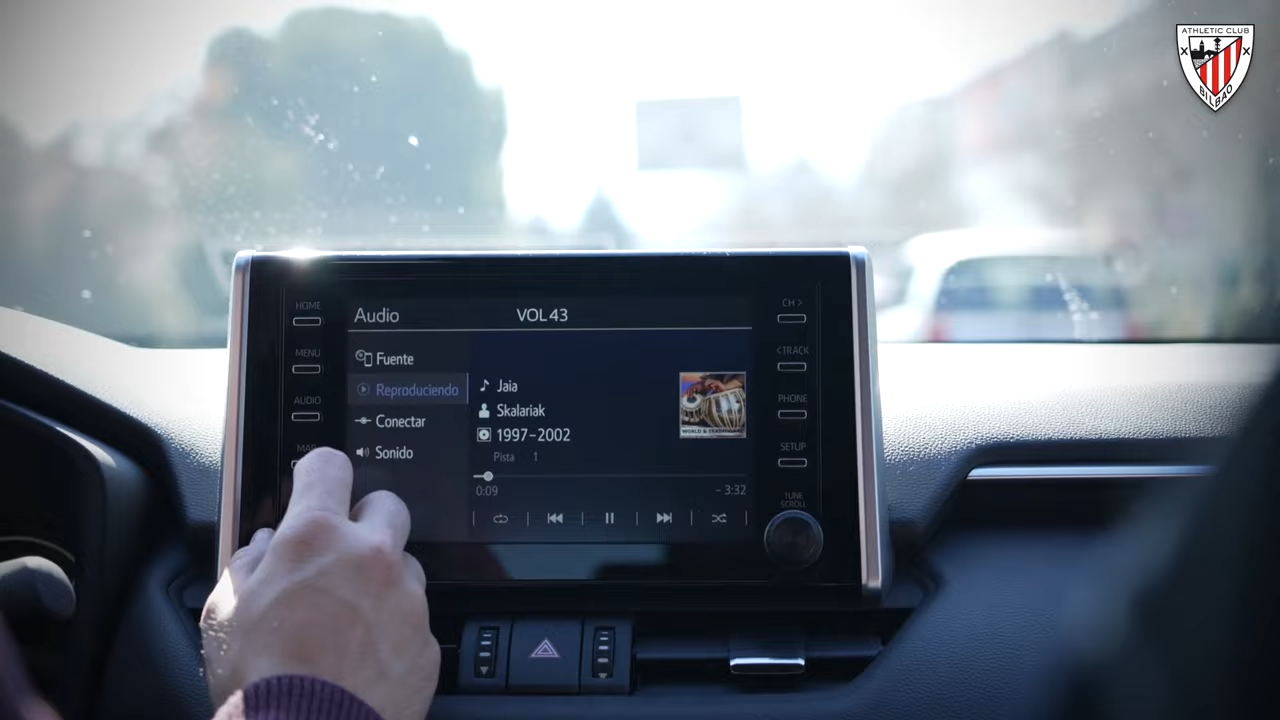 ATHLETIC CLUB
BILBAO
HOME
MENU
AUDIO
MAP
Audio
VOL 43
Fuente
Reproduciendo
Conectar
Sonido
Jaia
Skalariak
1997-2002
Pista 1
0:09
- 3:32
CH >
< TRACK
PHONE
SETUP
TUNE
SCROLL